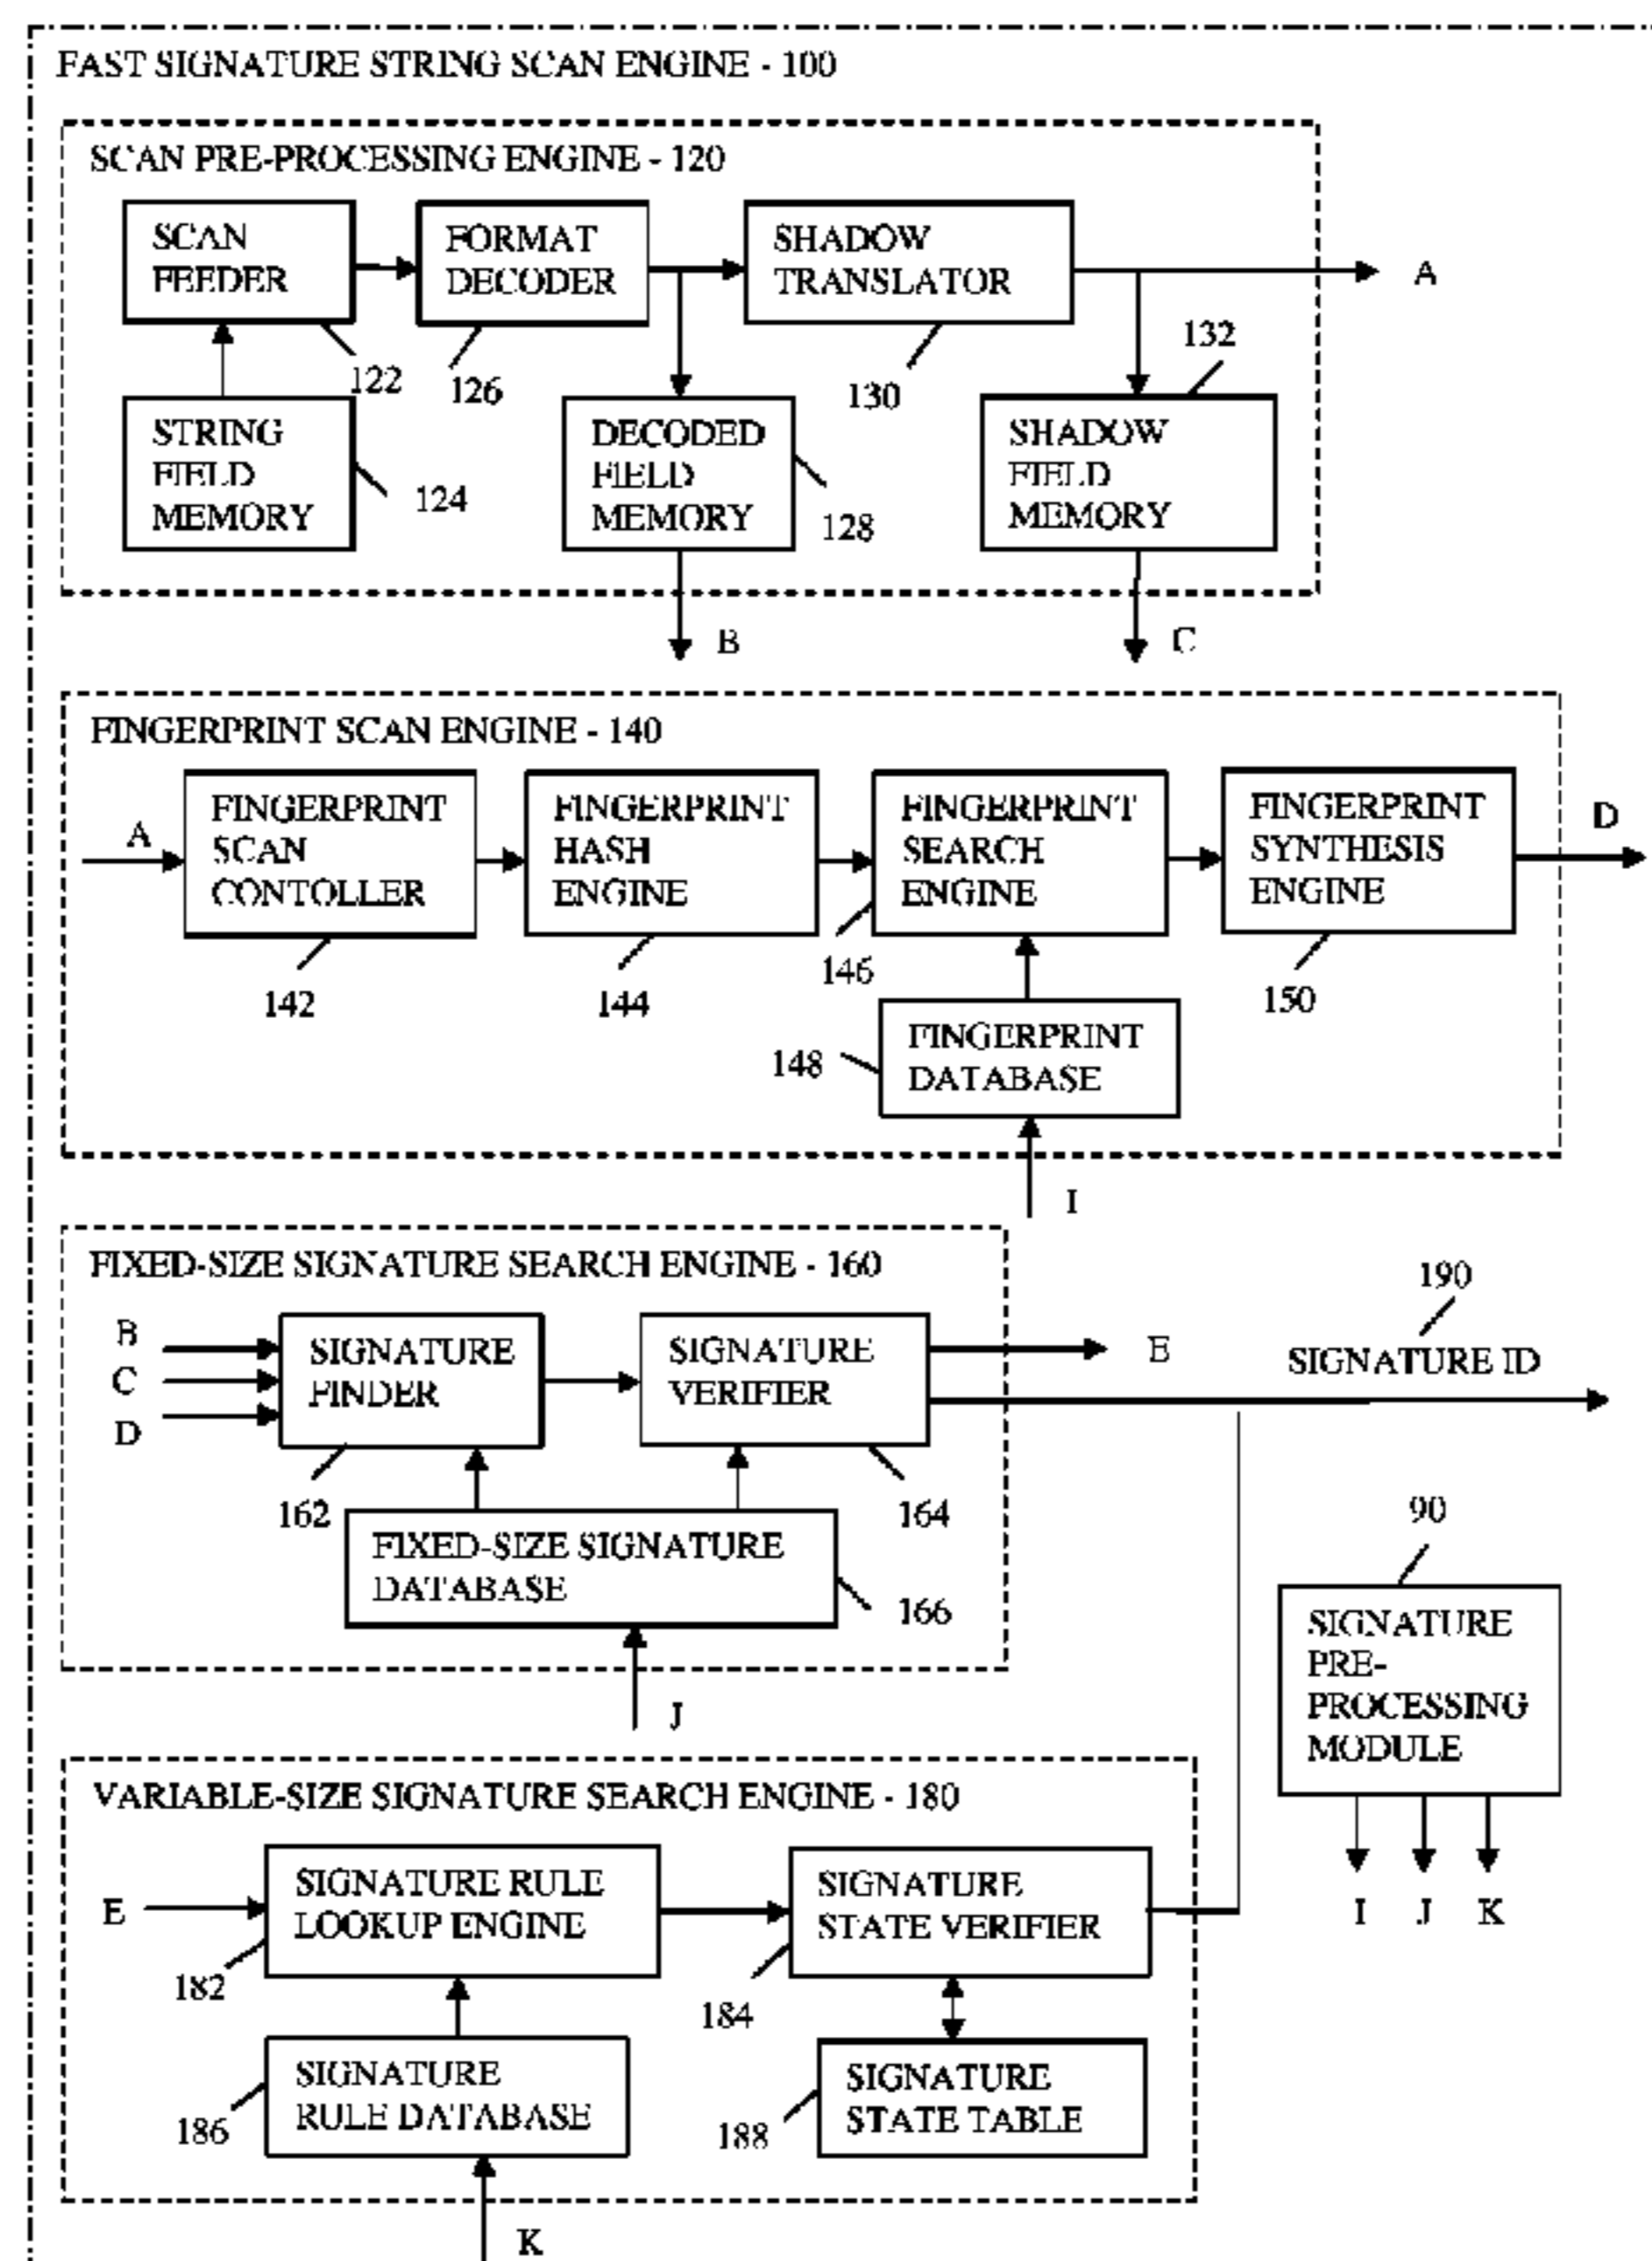 FAST SIGNATURE STRING SCAN ENGINE - 100
SCAN PRE-PROCESSING ENGINE - 120
SCAN
FEEDER
FORMAT
DECODER
SHADOW
TRANSLATOR
A
122
126
130
132
STRING
FIELD
MEMORY
124
DECODED
FIELD
MEMORY
128
SHADOW
FIELD
MEMORY
B
C
FINGERPRINT SCAN ENGINE - 140
A
FINGERPRINT
SCAN
CONTOLLER
FINGERPRINT
HASH
ENGINE
FINGERPRINT
SEARCH
ENGINE
FINGERPRINT
SYNTHESIS
ENGINE
D
142
144
146
150
148
FINGERPRINT
DATABASE
I
FIXED-SIZE SIGNATURE SEARCH ENGINE - 160
B
C
D
SIGNATURE
FINDER
SIGNATURE
VERIFIER
E
190
SIGNATURE ID
162
164
FIXED-SIZE SIGNATURE
DATABASE
166
J
90
SIGNATURE
PRE-
PROCESSING
MODULE
I
J
K
VARIABLE-SIZE SIGNATURE SEARCH ENGINE - 180
E
SIGNATURE RULE
LOOKUP ENGINE
SIGNATURE
STATE VERIFIER
182
184
SIGNATURE
RULE DATABASE
186
SIGNATURE
STATE TABLE
188
K